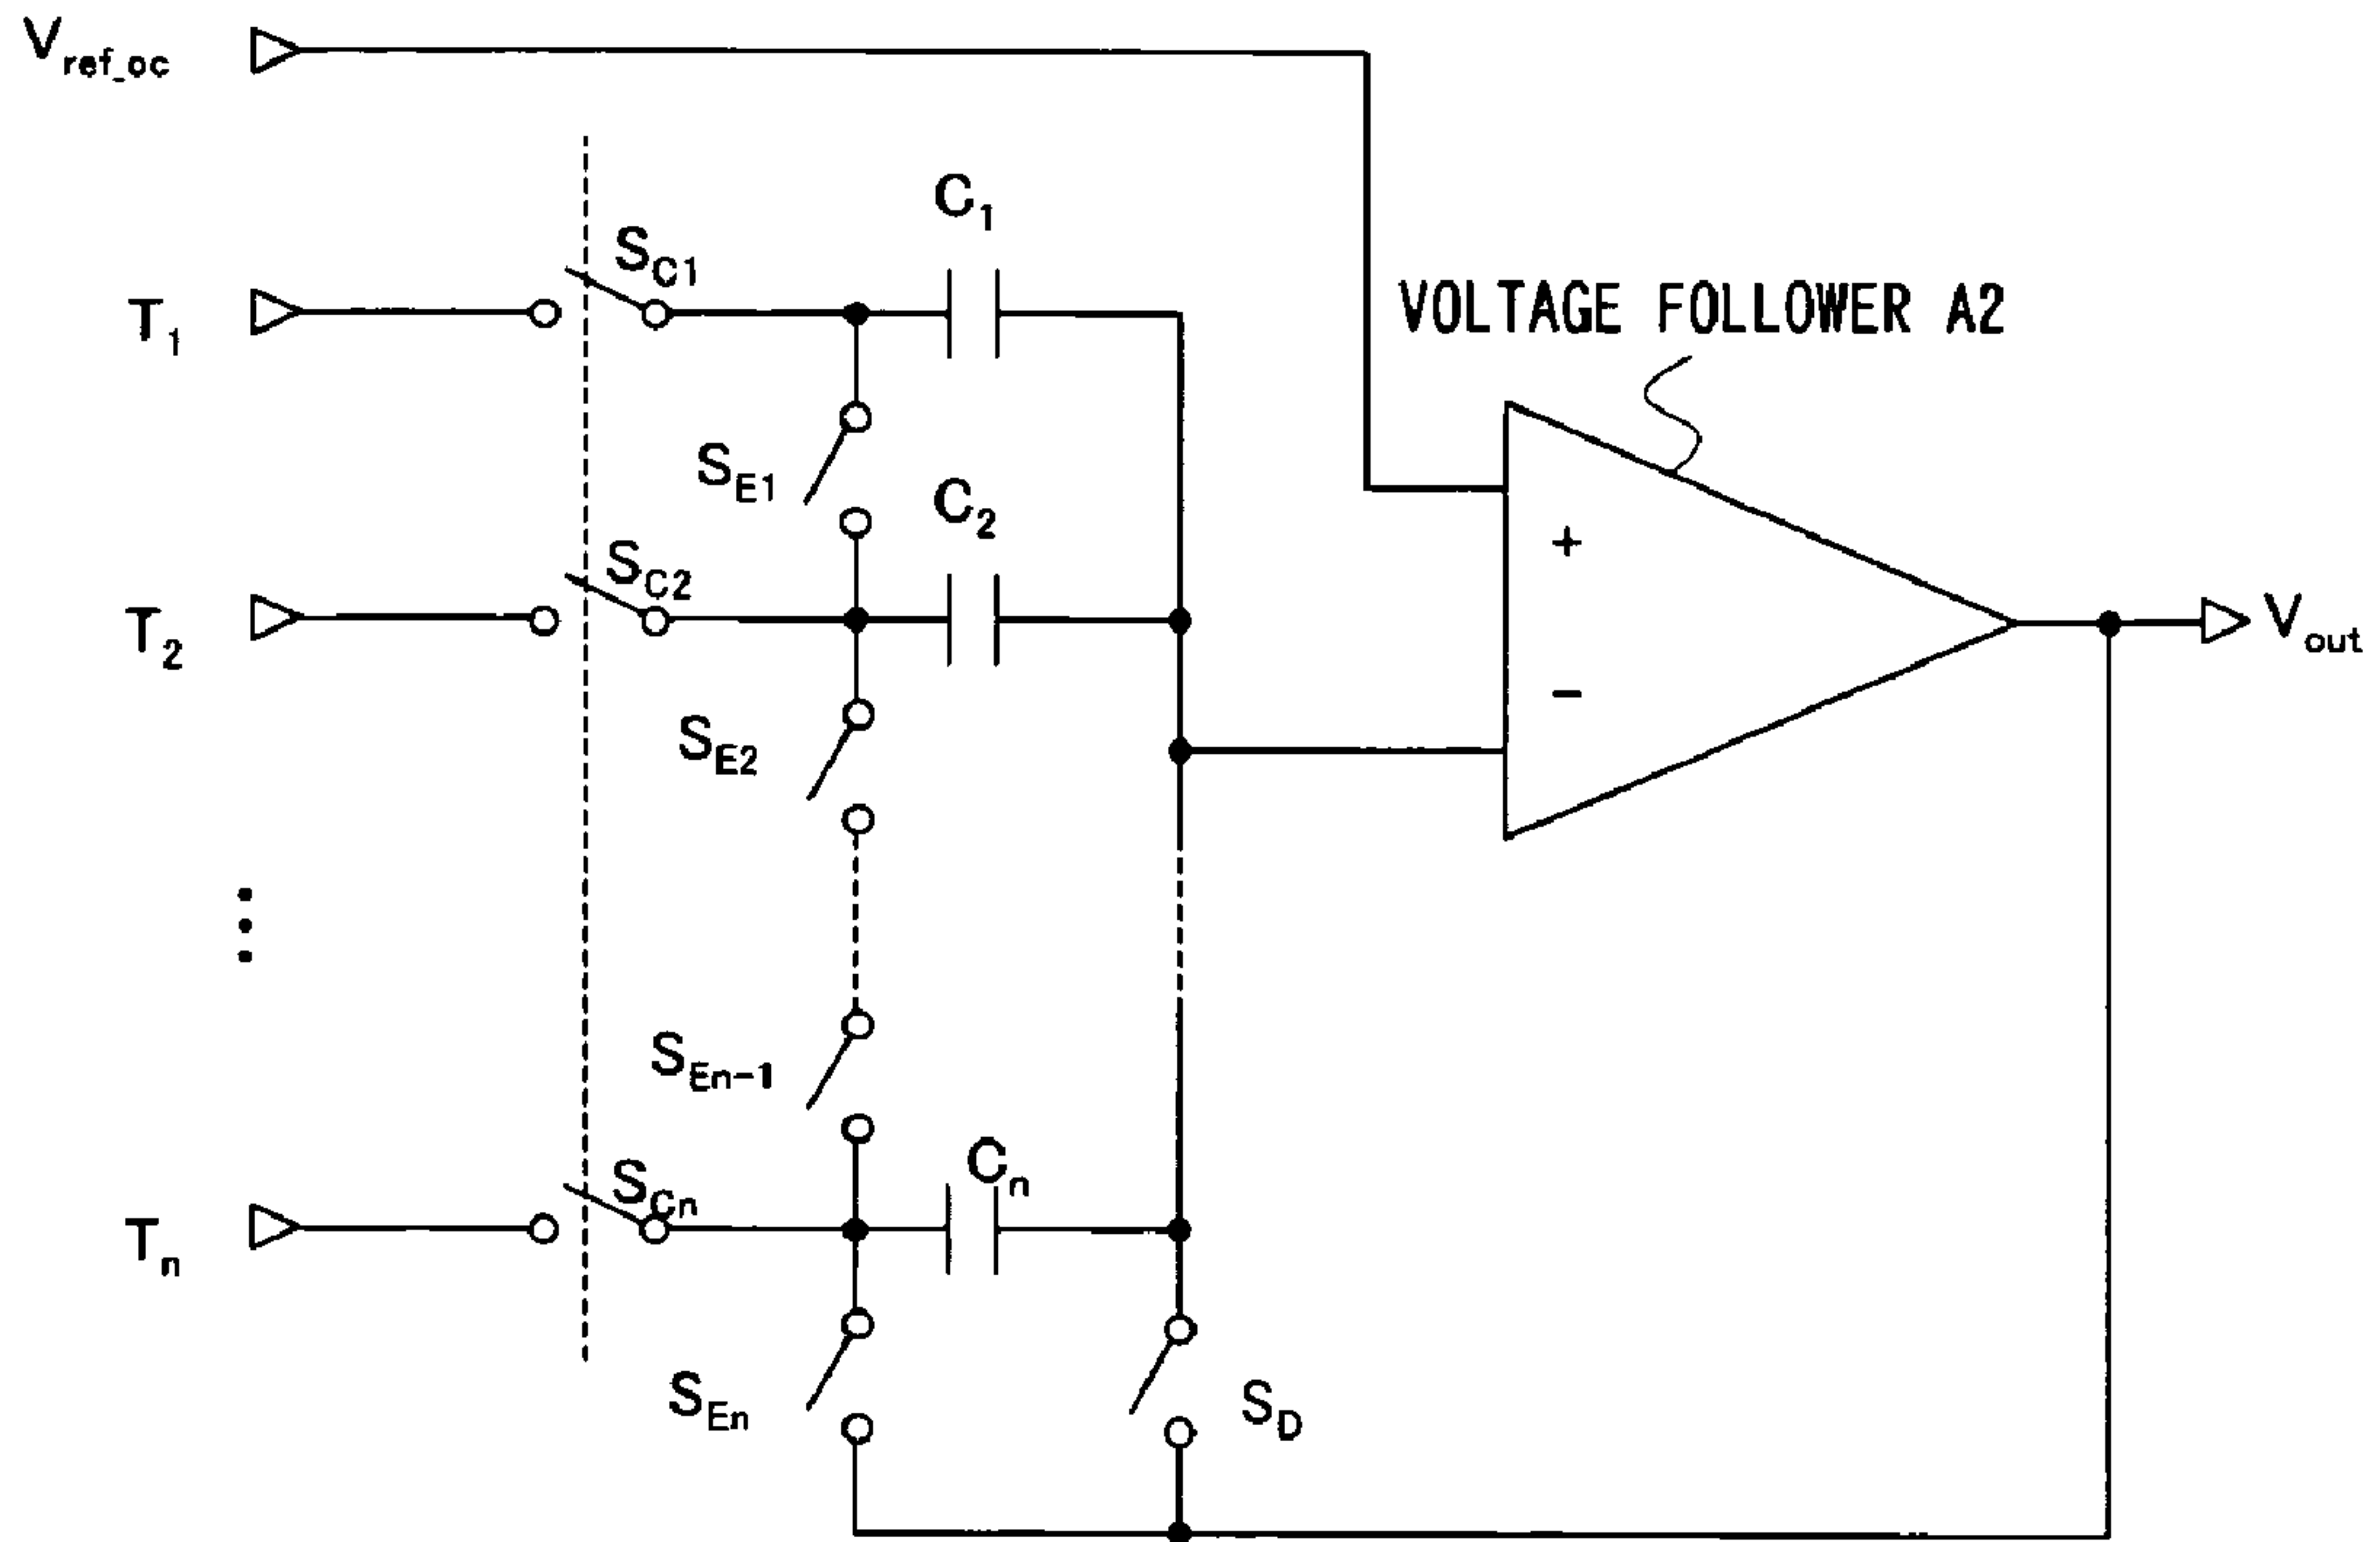 Vref_oc
C1
SC1
T1
VOLTAGE FOLLOWER A2
SE1
C2
SC2
+
T2
Vout
SE2
−
SEn-1
Cn
SCn
Tn
SEn
SD